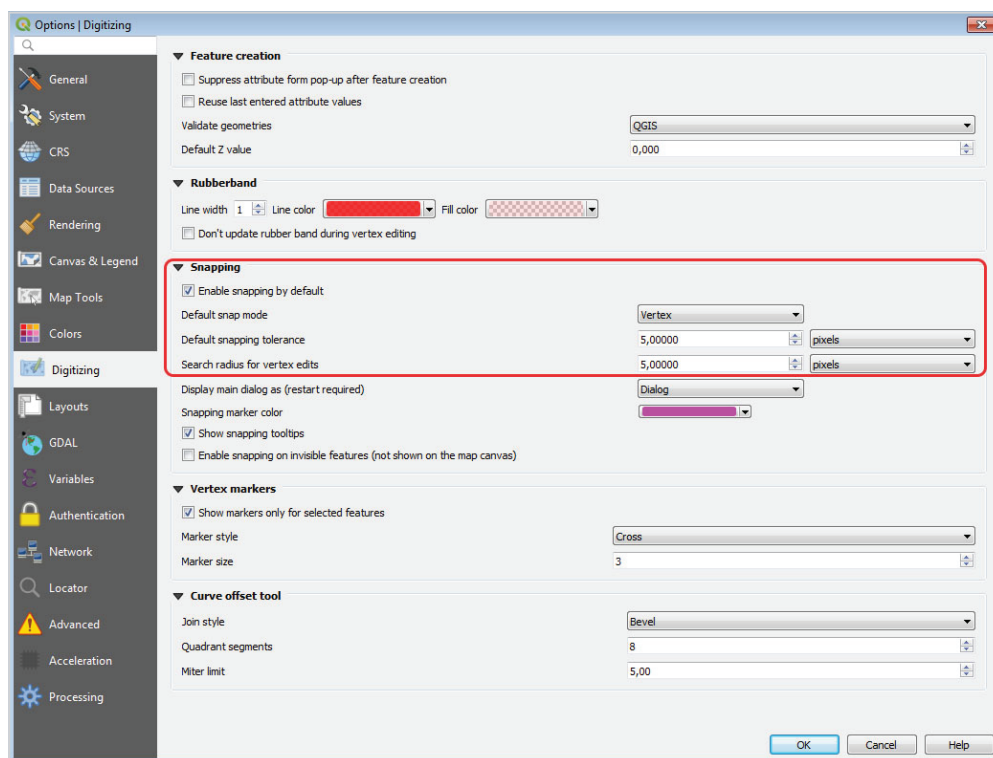 Options | Digitizing
General
System
CRS
Data Sources
Rendering
Canvas & Legend
Map Tools
Colors
Digitizing
Layouts
GDAL
Variables
Authentication
Network
Locator
Advanced
Acceleration
Processing
Feature creation
Suppress attribute form pop-up after feature creation
Reuse last entered attribute values
Validate geometries QGIS
Default Z value 0,000
Rubberband
Line width 1 Line color Fill color
Don't update rubber band during vertex editing
Snapping
Enable snapping by default
Default snap mode Vertex
Default snapping tolerance 5,00000 pixels
Search radius for vertex edits 5,00000 pixels
Display main dialog as (restart required) Dialog
Snapping marker color
Show snapping tooltips
Enable snapping on invisible features (not shown on the map canvas)
Vertex markers
Show markers only for selected features
Marker style Cross
Marker size 3
Curve offset tool
Join style Bevel
Quadrant segments 8
Miter limit 5,00
OK Cancel Help